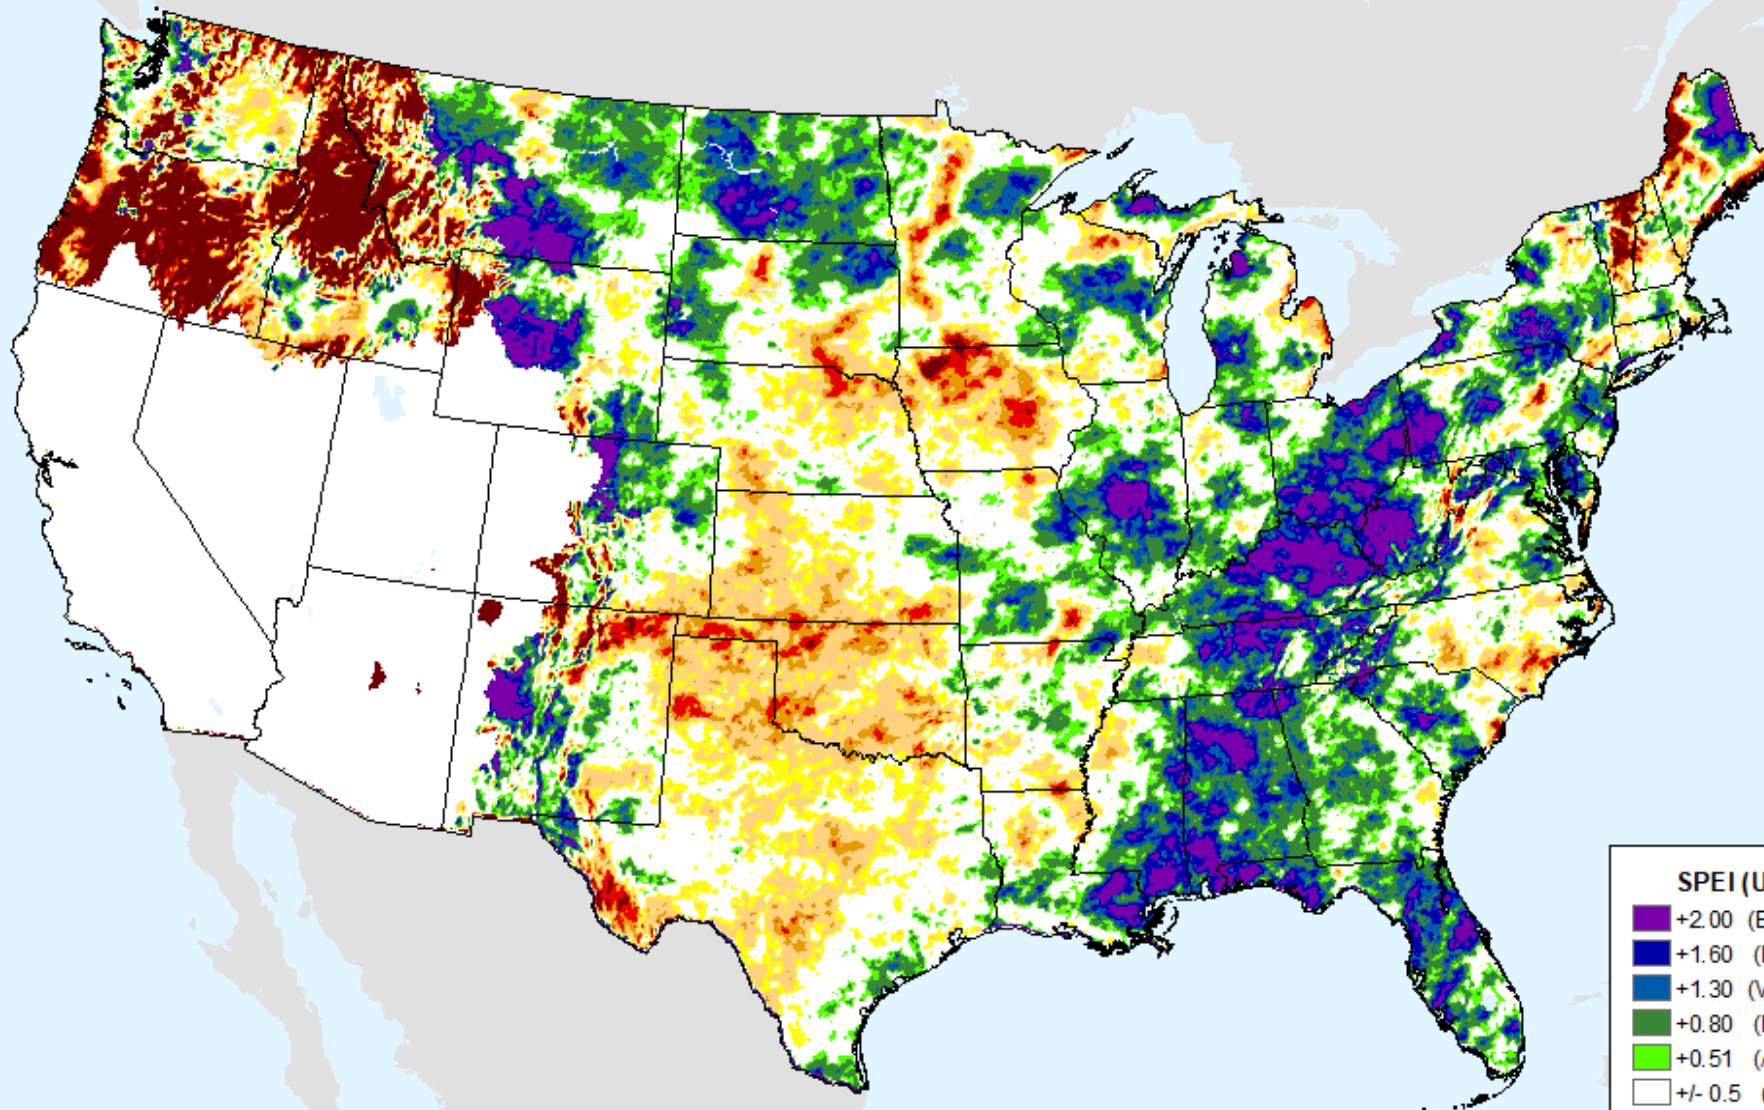 SPEI (U
+2.00 (E
+1.60 (
+1.30 (V
+0.80 (
+0.51 (
+/- 0.5 (